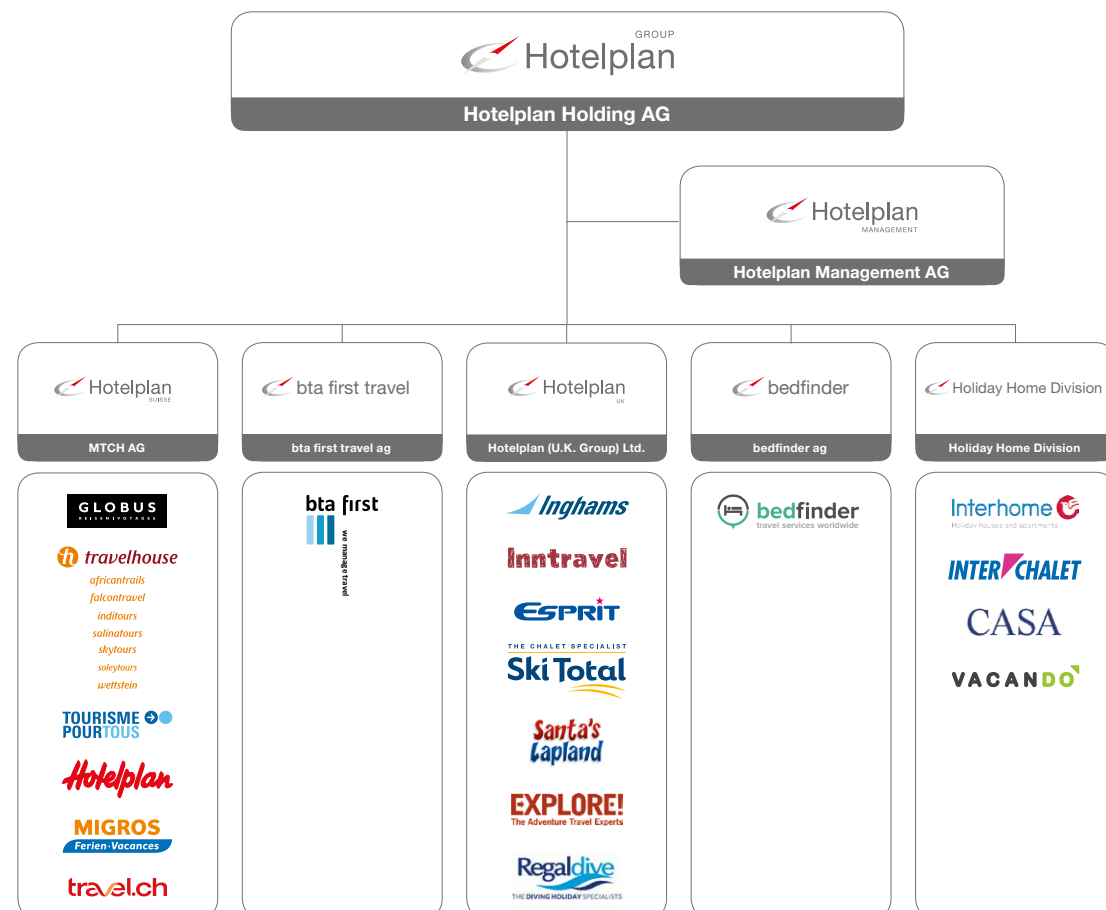 GROUP
Hotelplan
Hotelplan Holding AG
Hotelplan
MANAGEMENT
Hotelplan Management AG
Hotelplan
SUISSE
MTCH AG
bta first travel
bta first travel ag
Hotelplan
UK
Hotelplan (U.K. Group) Ltd.
bedfinder
bedfinder ag
Holiday Home Division
Holiday Home Division
GLOBUS
REISEN|VOYAGES
h travelhouse
africantrails
falcontravel
inditours
salinatours
skytours
soleytours
wettstein
TOURISME
POURTOUS
Hotelplan
MIGROS
Ferien-Vacances
travel.ch
bta first
we manage travel
Inghams
Inntravel
ESPRIT
THE CHALET SPECIALIST
Ski Total
Santa's
Lapland
EXPLORE!
The Adventure Travel Experts
Regaldive
THE DIVING HOLIDAY SPECIALISTS
bedfinder
travel services worldwide
Interhome
Holiday houses and apartments
INTER CHALET
CASA
VACANDO